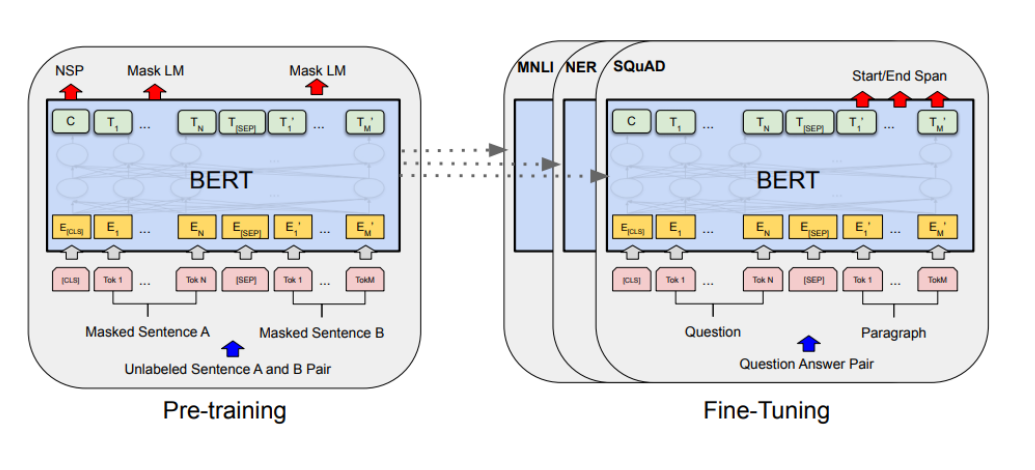 NSP Mask LM Mask LM
C T1 ... TN T[SEP] T1' ... TM'
BERT
E[CLS] E1 ... EN E[SEP] E1' ... EM'
[CLS] Tok 1 ... Tok N [SEP] Tok 1 ... TokM
Masked Sentence A Masked Sentence B
Unlabeled Sentence A and B Pair
Pre-training
MNLI NER SQuAD
Start/End Span
C T1 ... TN T[SEP] T1' ... TM'
BERT
E[CLS] E1 ... EN E[SEP] E1' ... EM'
[CLS] Tok 1 ... Tok N [SEP] Tok 1 ... TokM
Question Paragraph
Question Answer Pair
Fine-Tuning